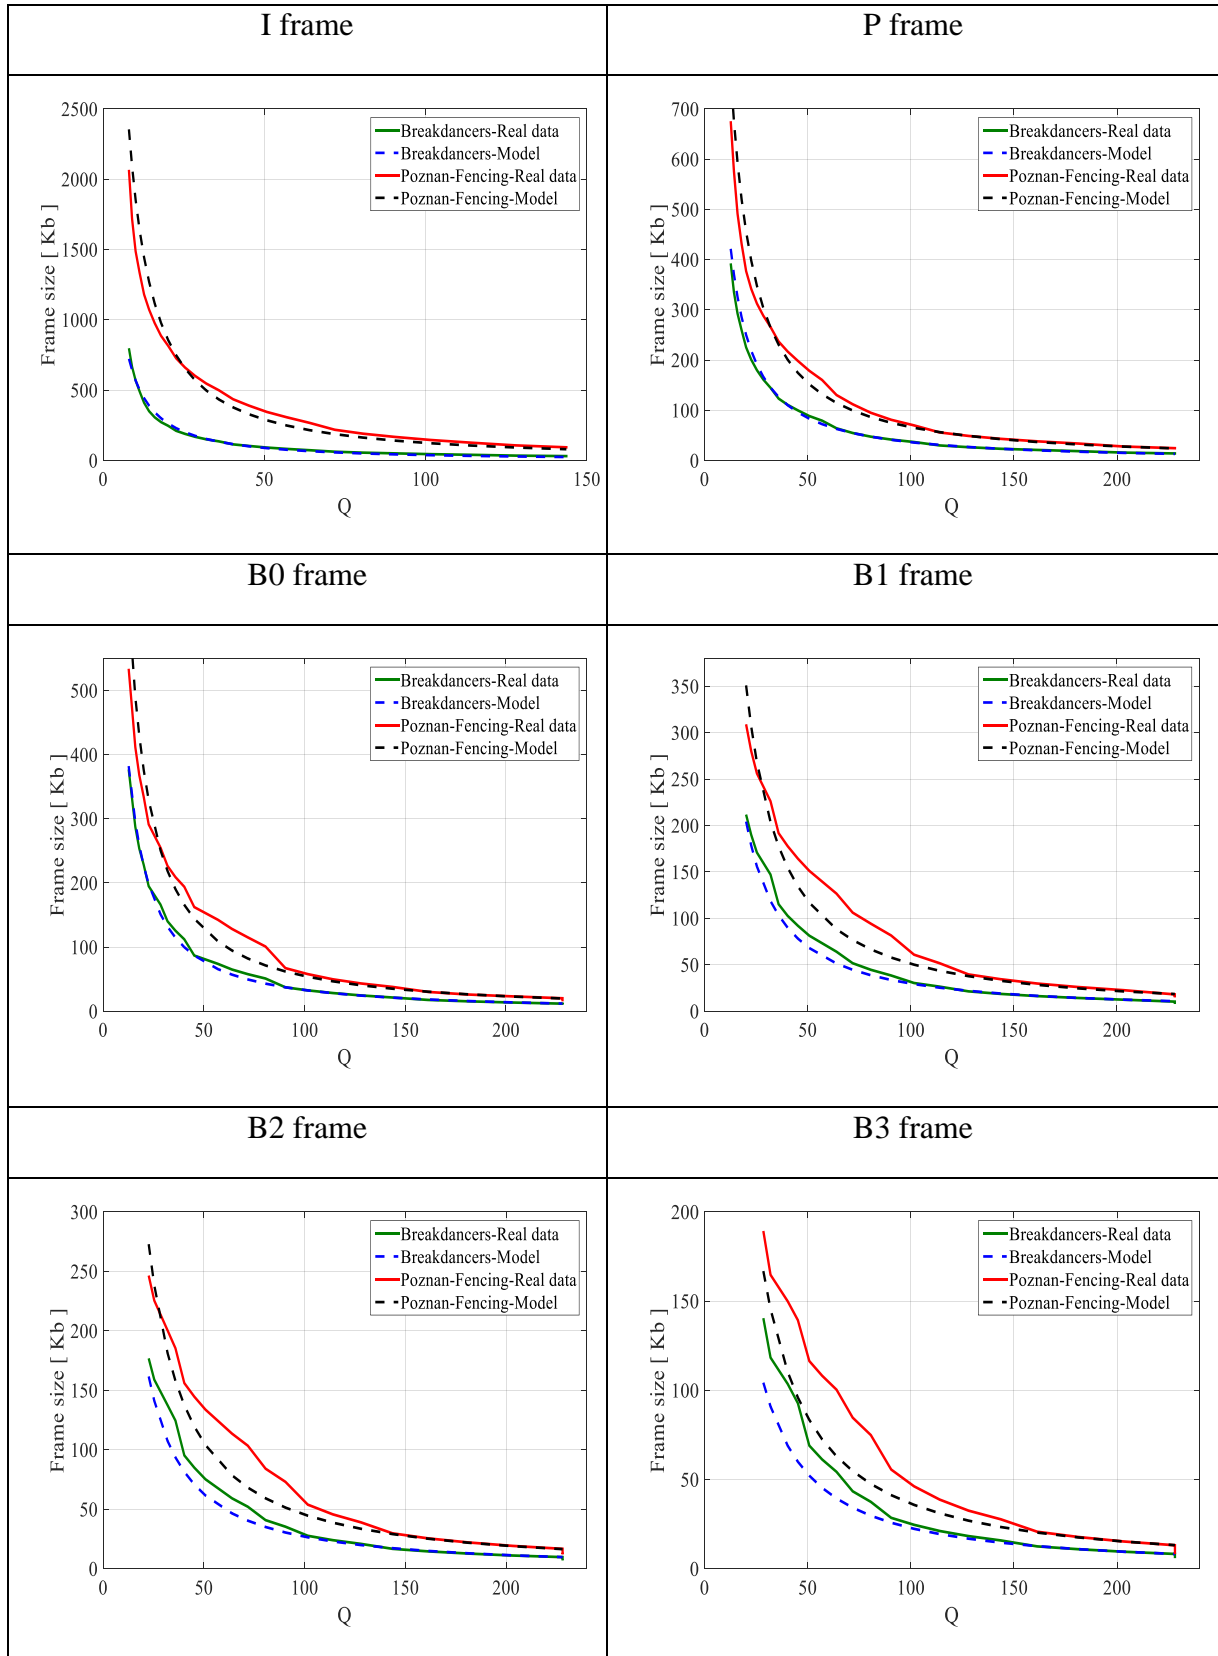 I frame
P frame
2500
2000
1500
1000
500
0
0
50
100
150
Frame size [ Kb ]
Q
Breakdancers-Real data
Breakdancers-Model
Poznan-Fencing-Real data
Poznan-Fencing-Model
700
600
500
400
300
200
100
0
0
50
100
150
200
Frame size [ Kb ]
Q
Breakdancers-Real data
Breakdancers-Model
Poznan-Fencing-Real data
Poznan-Fencing-Model
B0 frame
B1 frame
500
400
300
200
100
0
0
50
100
150
200
Frame size [ Kb ]
Q
Breakdancers-Real data
Breakdancers-Model
Poznan-Fencing-Real data
Poznan-Fencing-Model
350
300
250
200
150
100
50
0
0
50
100
150
200
Frame size [ Kb ]
Q
Breakdancers-Real data
Breakdancers-Model
Poznan-Fencing-Real data
Poznan-Fencing-Model
B2 frame
B3 frame
300
250
200
150
100
50
0
0
50
100
150
200
Frame size [ Kb ]
Q
Breakdancers-Real data
Breakdancers-Model
Poznan-Fencing-Real data
Poznan-Fencing-Model
200
150
100
50
0
0
50
100
150
200
Frame size [ Kb ]
Q
Breakdancers-Real data
Breakdancers-Model
Poznan-Fencing-Real data
Poznan-Fencing-Model